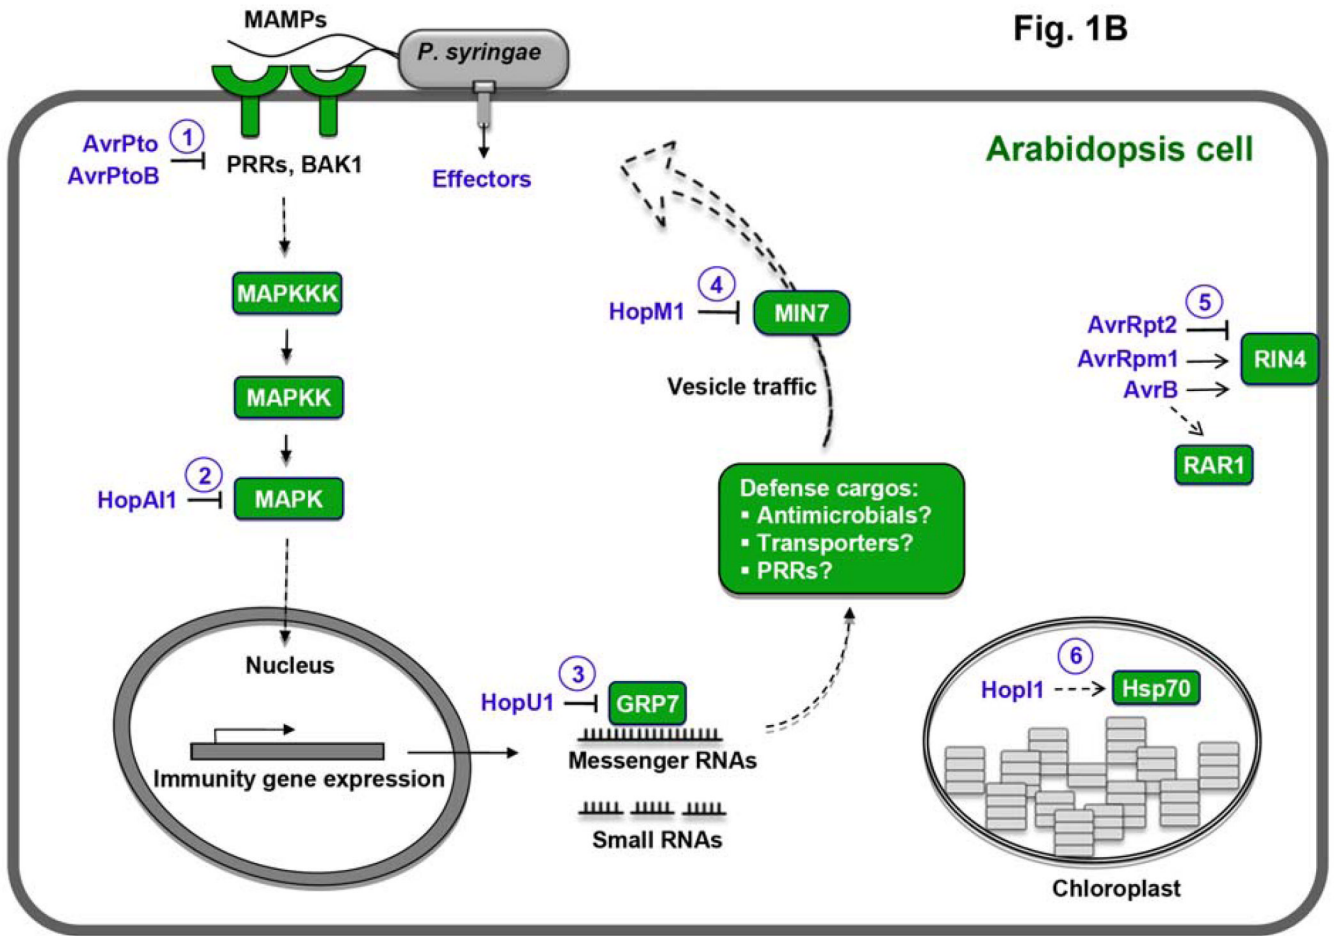 MAMPs
P. syringae
Fig. 1B
AvrPto
AvrPtoB
1
PRRs, BAK1
Effectors
Arabidopsis cell
MAPKKK
MAPKK
HopAI1
2
MAPK
HopM1
4
MIN7
Vesicle traffic
5
AvrRpt2
AvrRpm1
AvrB
RIN4
RAR1
Defense cargos:
▪ Antimicrobials?
▪ Transporters?
▪ PRRs?
Nucleus
Immunity gene expression
HopU1
3
GRP7
Messenger RNAs
Small RNAs
6
HopI1
Hsp70
Chloroplast